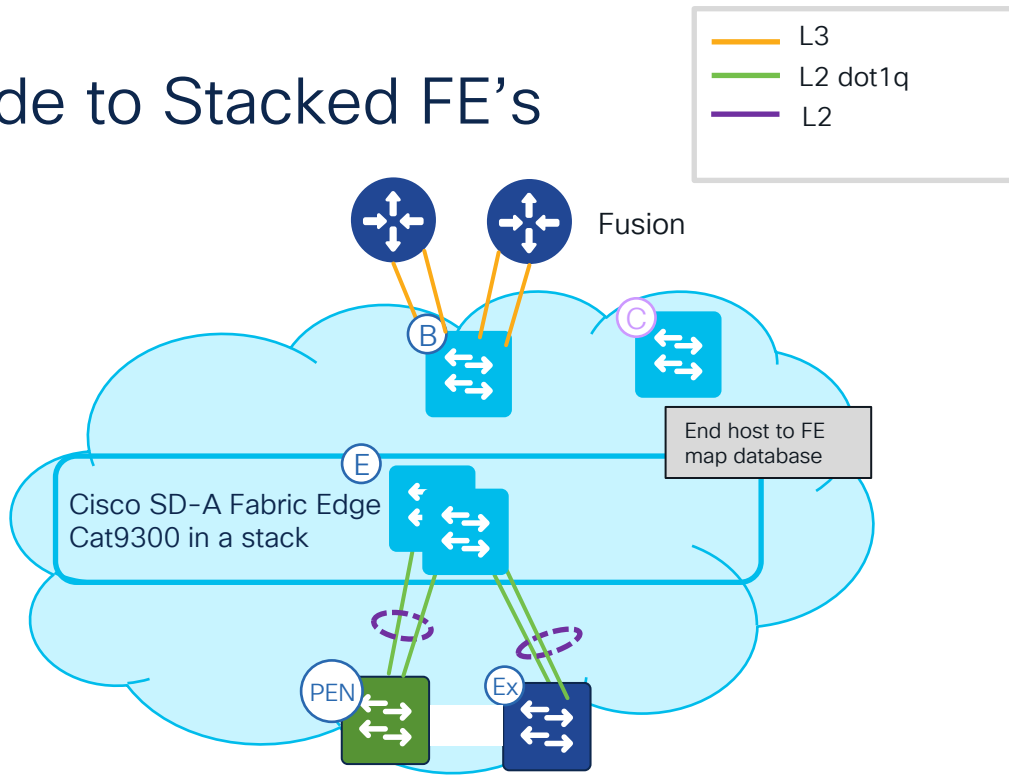 de to Stacked FE's
L3
L2 dot1q
L2
Fusion
B
C
End host to FE
map database
E
Cisco SD-A Fabric Edge
Cat9300 in a stack
PEN
Ex